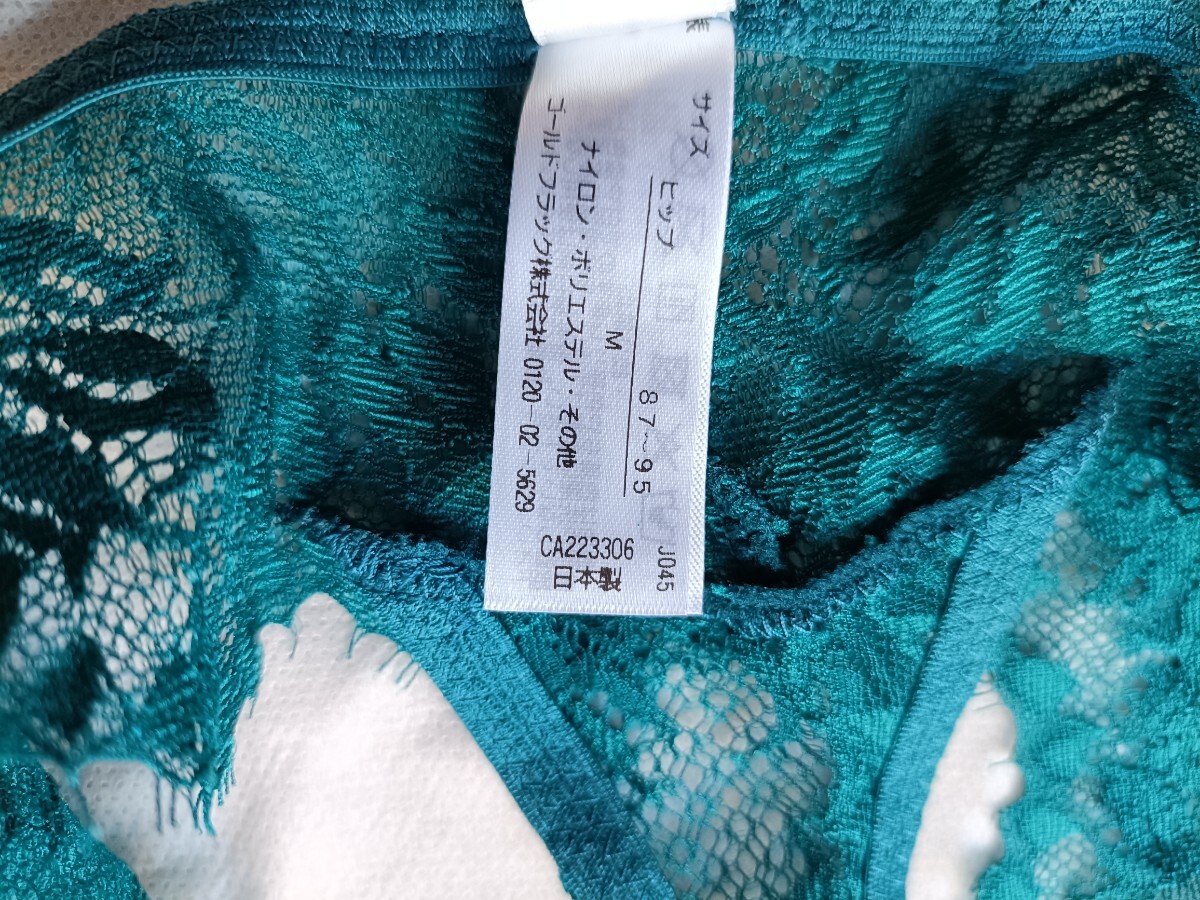 サイズ
ヒップ 87～95
M
ナイロン・ポリエステル・その他
ゴールドフラッグ株式会社 0120-02-5629
J045
CA223306
日本製